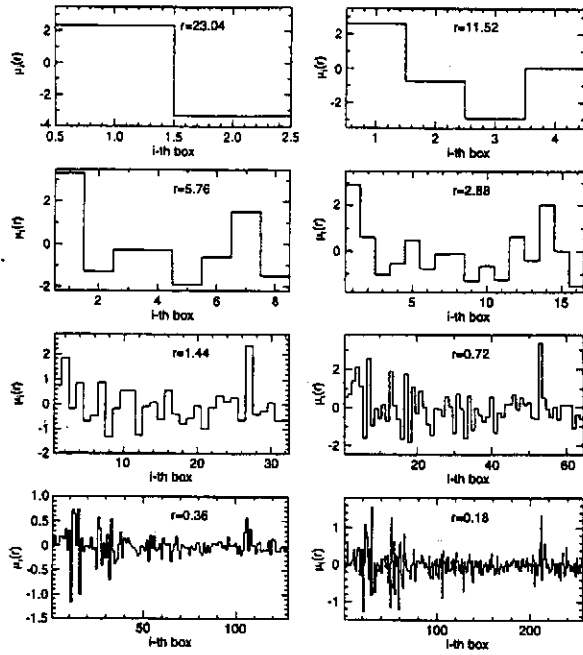 r=23.04
2
0
-2
-4
μᵢ(r)
0.5 1.0 1.5 2.0 2.5
i-th box
r=11.52
2
0
-2
μᵢ(r)
1 2 3 4
i-th box
r=5.76
2
0
-2
μᵢ(r)
2 4 6 8
i-th box
r=2.88
2
0
μᵢ(r)
5 10 15
i-th box
r=1.44
2
1
0
-1
-2
μᵢ(r)
10 20 30
i-th box
r=0.72
2
0
-2
μᵢ(r)
20 40 60
i-th box
r=0.36
1.0
0.5
0.0
-0.5
-1.0
-1.5
μᵢ(r)
50 100
i-th box
r=0.18
1
0
-1
μᵢ(r)
100 200
i-th box